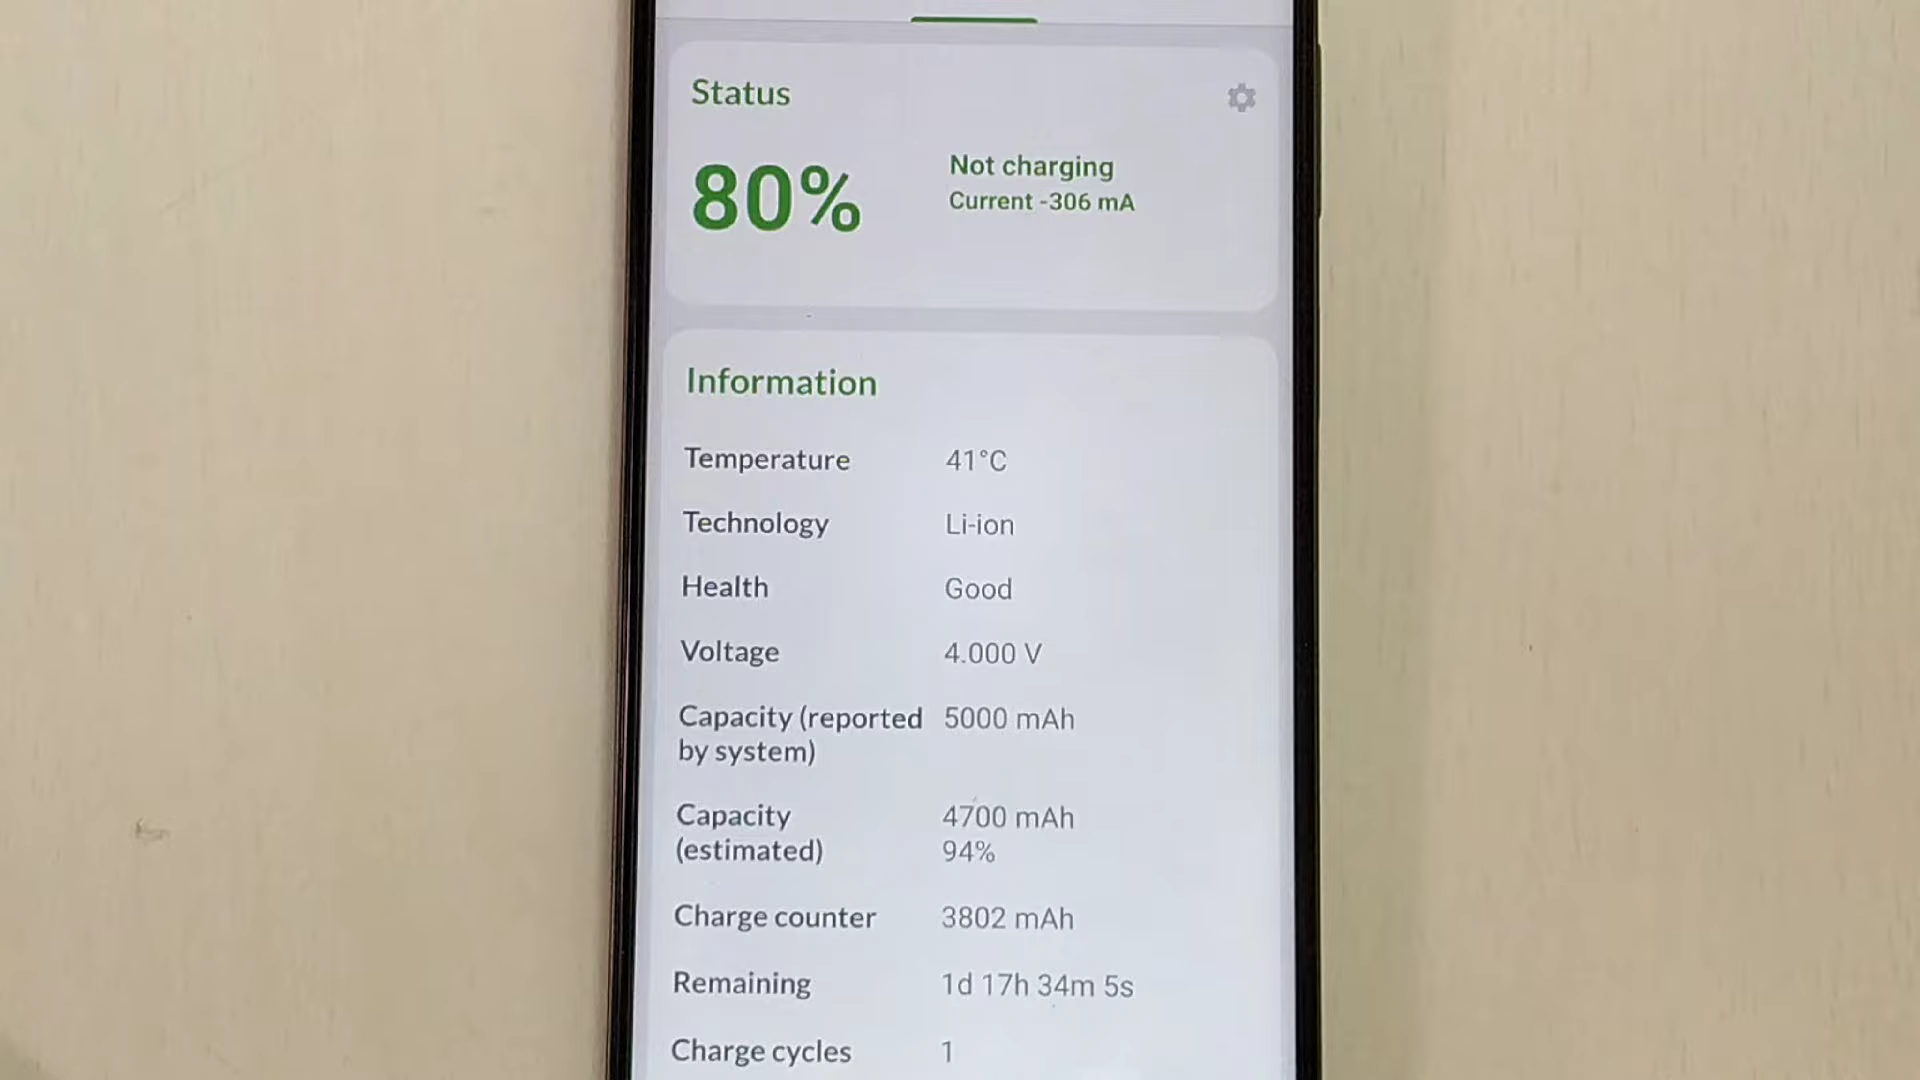 Status
80%
Not charging
Current -306 mA
Information
Temperature 41°C
Technology Li-ion
Health Good
Voltage 4.000 V
Capacity (reported 5000 mAh
by system)
Capacity 4700 mAh
(estimated) 94%
Charge counter 3802 mAh
Remaining 1d 17h 34m 5s
Charge cycles 1